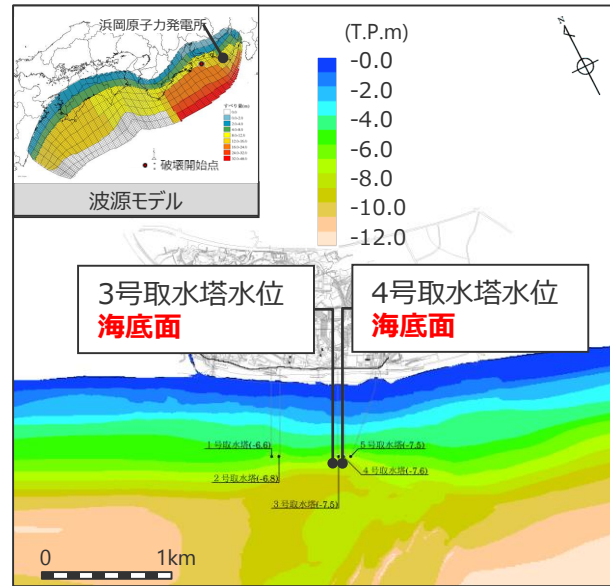 浜岡原子力発電所
すべり量(m)
：破壊開始点
波源モデル
(T.P.m)
-0.0
-2.0
-4.0
-6.0
-8.0
-10.0
-12.0
N
3号取水塔水位
海底面
4号取水塔水位
海底面
1号取水塔(-6.6)
5号取水塔(-7.5)
2号取水塔(-6.8)
4号取水塔(-7.6)
3号取水塔(-7.5)
0 1km